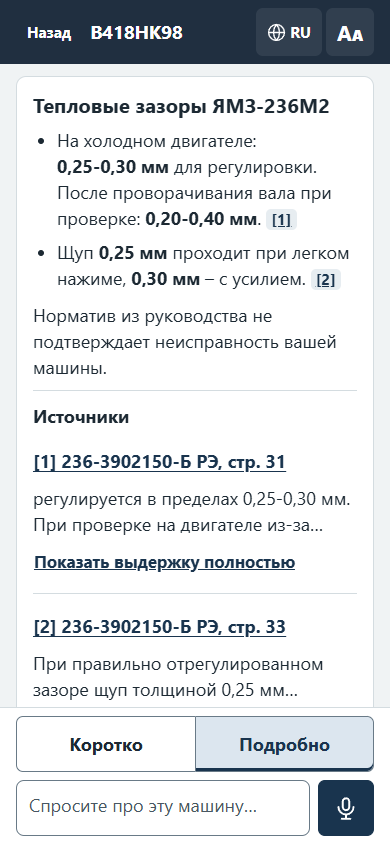 Назад
В418НК98
RU
Aᴀ
Тепловые зазоры ЯМЗ-236М2
• На холодном двигателе:
0,25-0,30 мм для регулировки.
После проворачивания вала при
проверке: 0,20-0,40 мм. [1]
• Щуп 0,25 мм проходит при легком
нажиме, 0,30 мм – с усилием. [2]
Норматив из руководства не
подтверждает неисправность вашей
машины.
Источники
[1] 236-3902150-Б РЭ, стр. 31
регулируется в пределах 0,25-0,30 мм.
При проверке на двигателе из-за...
Показать выдержку полностью
[2] 236-3902150-Б РЭ, стр. 33
При правильно отрегулированном
зазоре щуп толщиной 0,25 мм...
Коротко
Подробно
Спросите про эту машину...